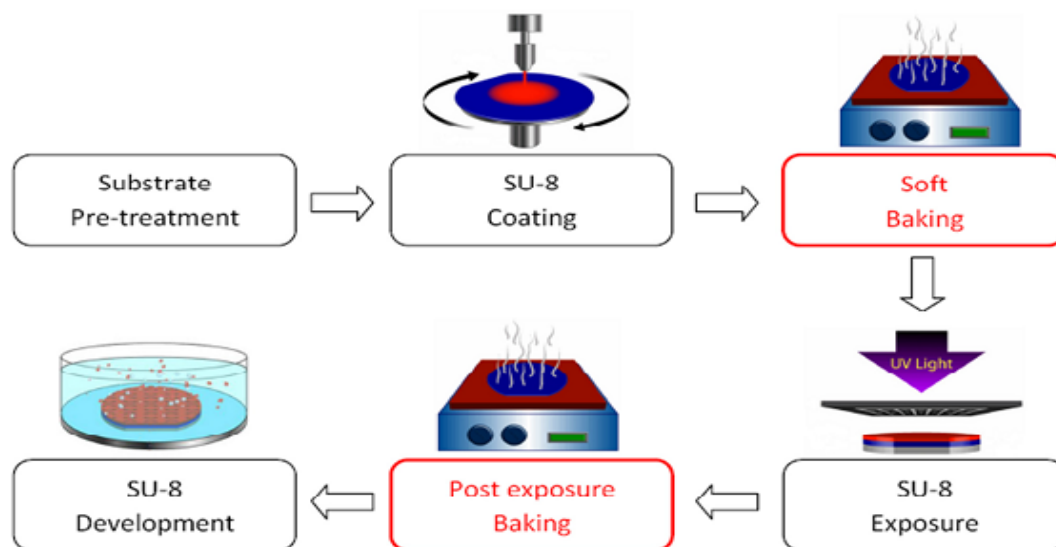 Substrate
Pre-treatment
SU-8
Coating
Soft
Baking
UV Light
SU-8
Exposure
Post exposure
Baking
SU-8
Development